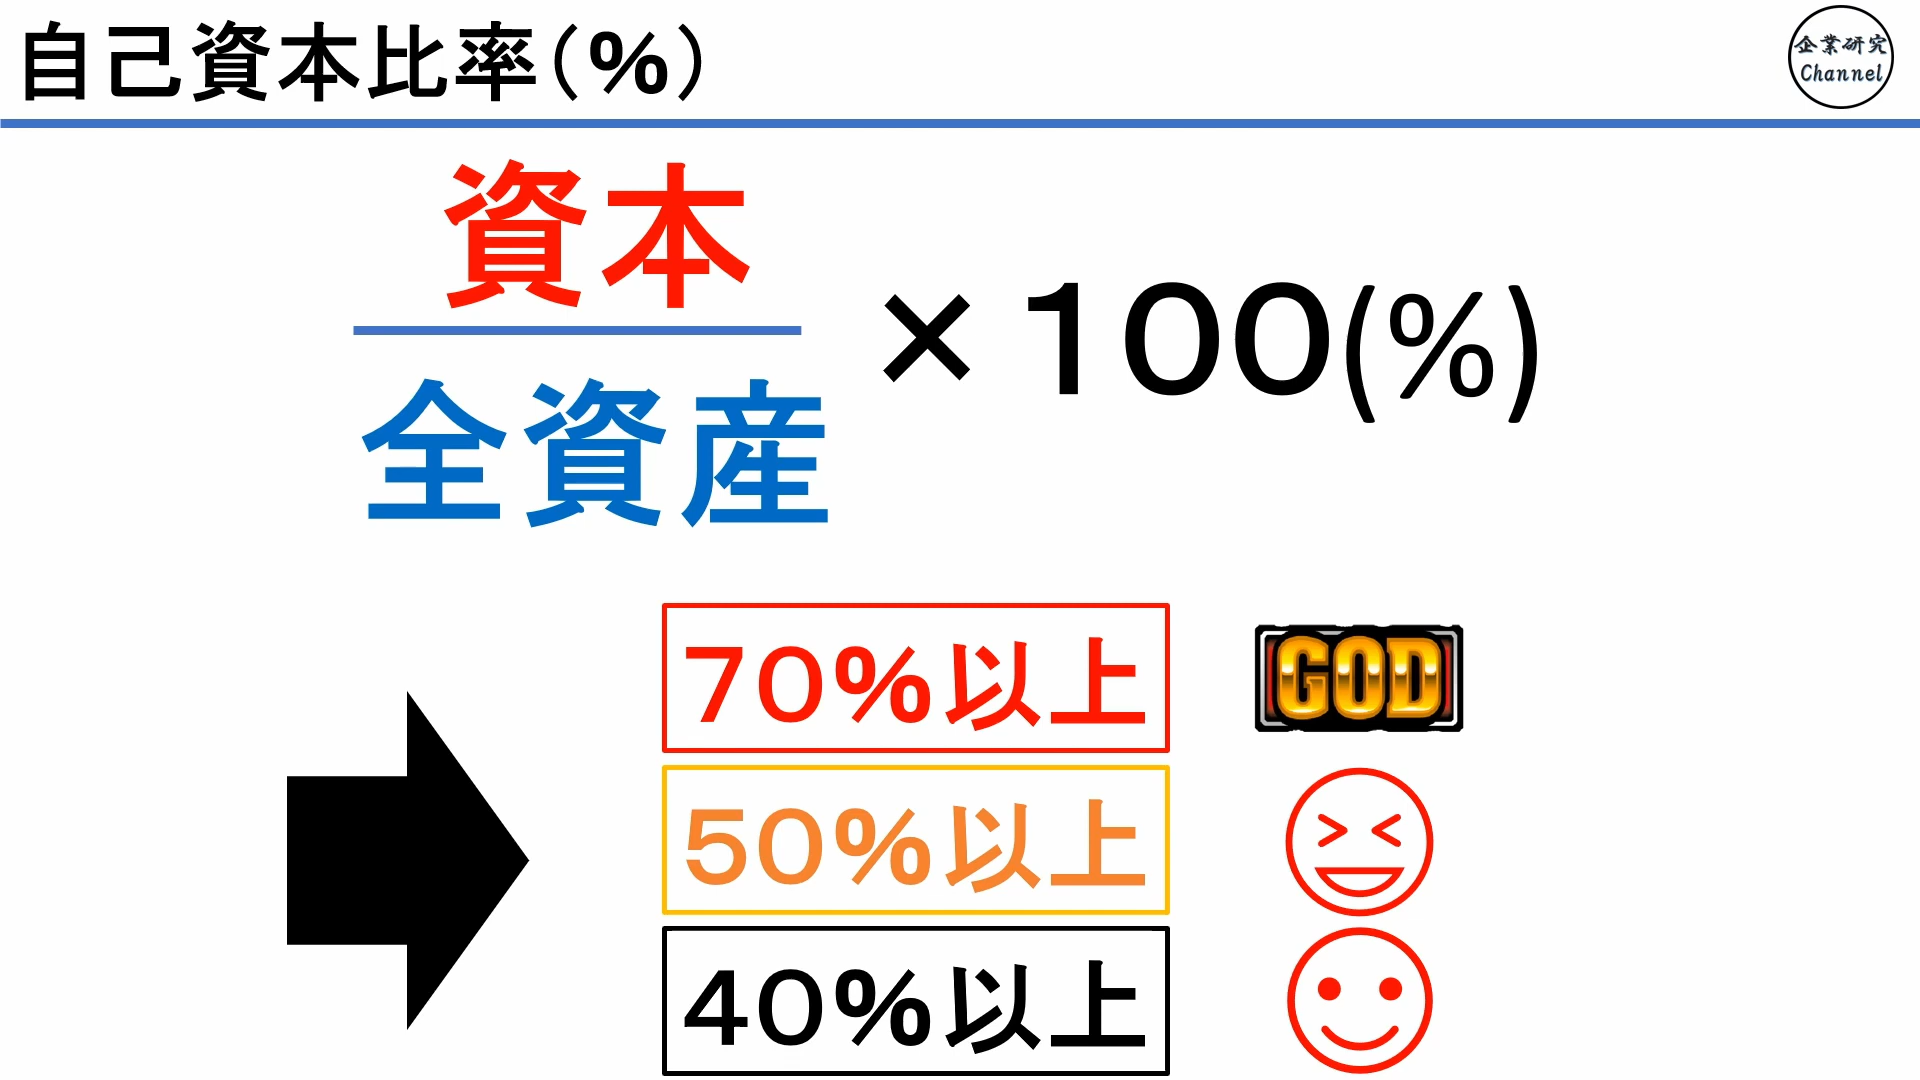 自己資本比率（%）
企業研究
Channel
資本
全資産
×100(%)
70%以上
GOD
50%以上
40%以上